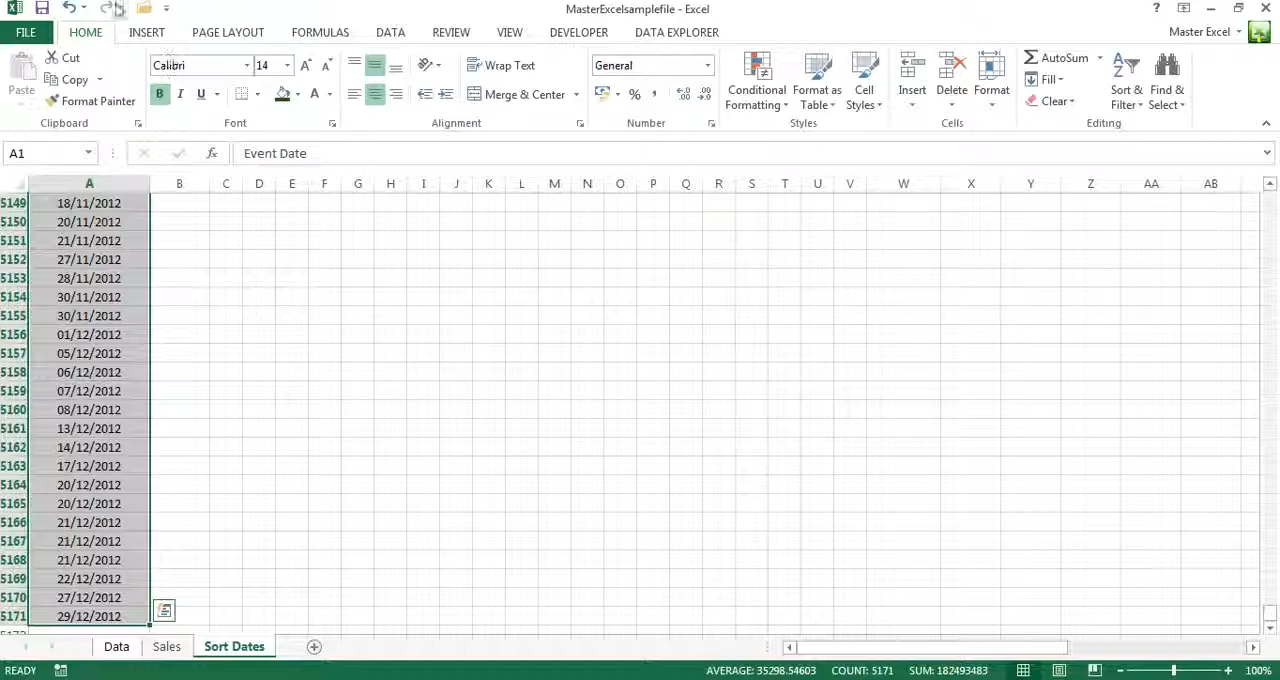 MasterExcelsamplefile - Excel
FILE HOME INSERT PAGE LAYOUT FORMULAS DATA REVIEW VIEW DEVELOPER DATA EXPLORER Master Excel
Paste
Cut
Copy
Format Painter
Clipboard
Calibri 14
B I U A
Font
Wrap Text
Merge & Center
Alignment
General
%
Number
Conditional Formatting
Format as Table
Cell Styles
Styles
Insert Delete Format
Cells
AutoSum
Fill
Clear
Sort & Filter
Find & Select
Editing
A1 fx Event Date
A B C D E F G H I J K L M N O P Q R S T U V W X Y Z AA AB
5149 18/11/2012
5150 20/11/2012
5151 21/11/2012
5152 27/11/2012
5153 28/11/2012
5154 30/11/2012
5155 30/11/2012
5156 01/12/2012
5157 05/12/2012
5158 06/12/2012
5159 07/12/2012
5160 08/12/2012
5161 13/12/2012
5162 14/12/2012
5163 17/12/2012
5164 20/12/2012
5165 20/12/2012
5166 21/12/2012
5167 21/12/2012
5168 21/12/2012
5169 22/12/2012
5170 27/12/2012
5171 29/12/2012
Data Sales Sort Dates
READY AVERAGE: 35298.54603 COUNT: 5171 SUM: 182493483 100%